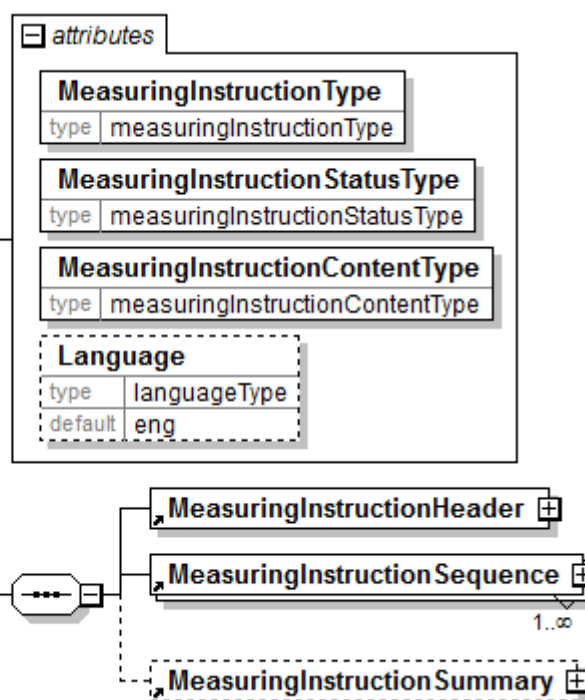 attributes
MeasuringInstructionType
type measuringInstructionType
MeasuringInstructionStatusType
type measuringInstructionStatusType
MeasuringInstructionContentType
type measuringInstructionContentType
Language
type languageType
default eng
MeasuringInstructionHeader
MeasuringInstructionSequence
1..∞
MeasuringInstructionSummary